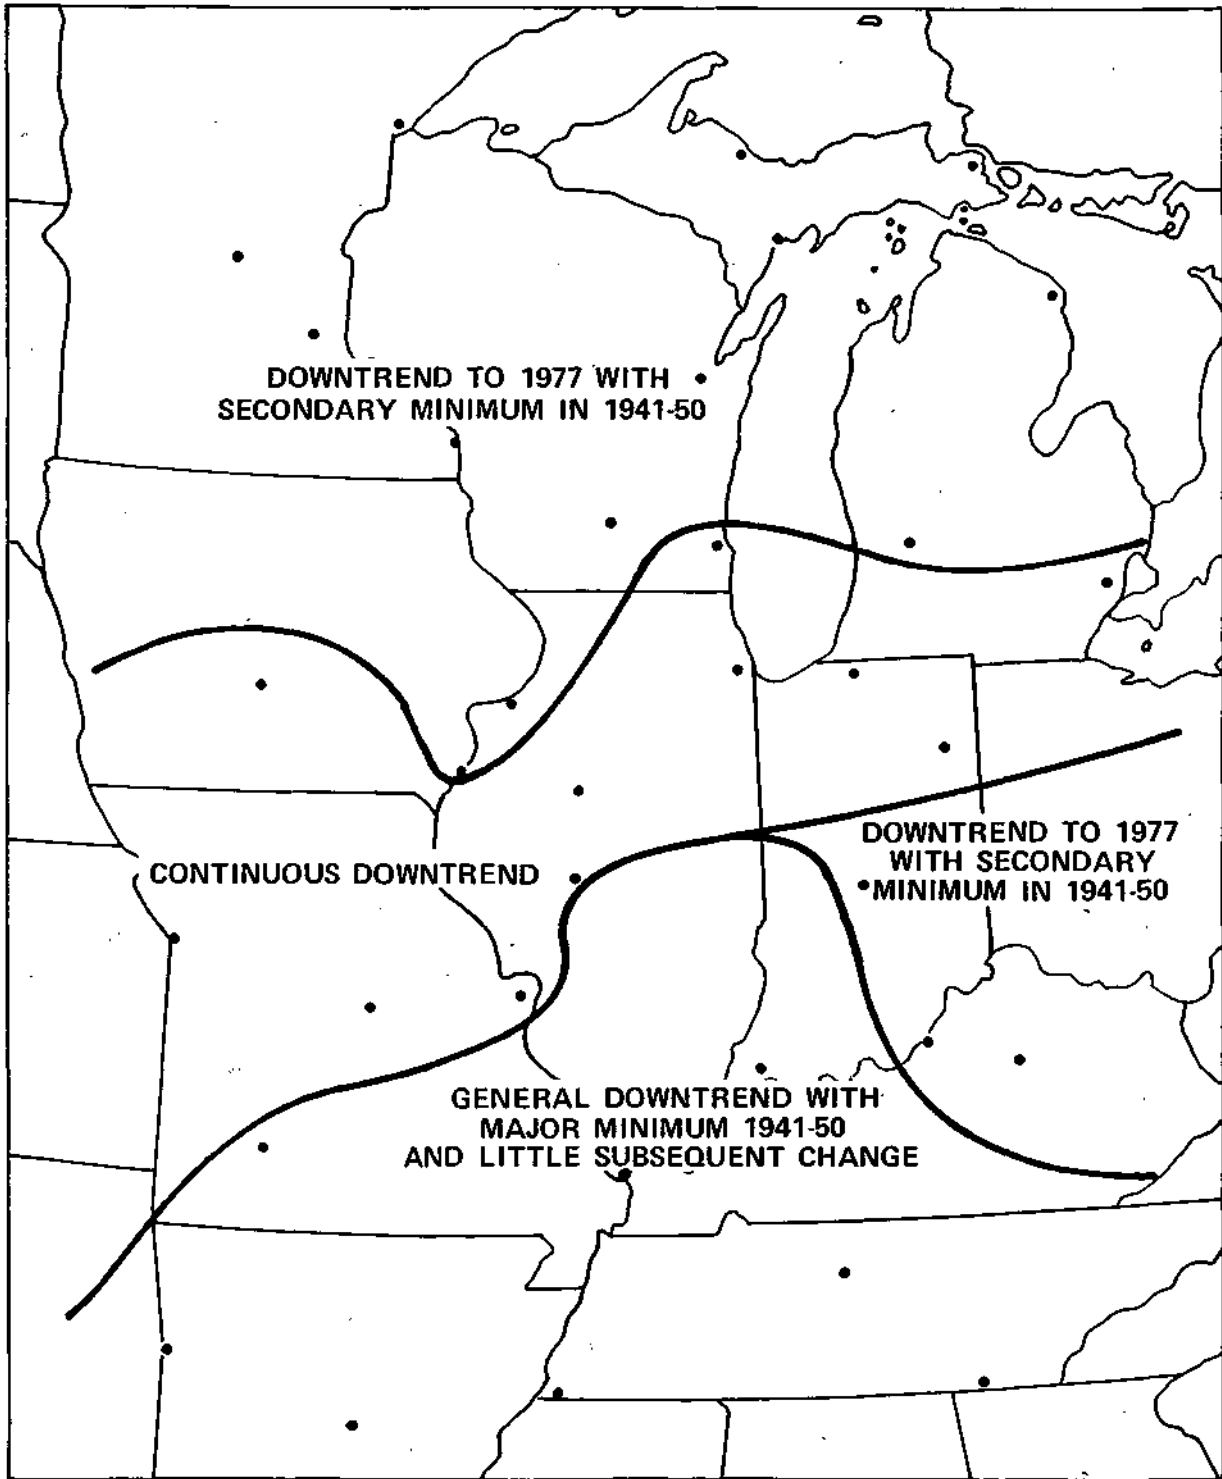 DOWNTREND TO 1977 WITH
SECONDARY MINIMUM IN 1941-50
DOWNTREND TO 1977
WITH SECONDARY
MINIMUM IN 1941-50
CONTINUOUS DOWNTREND
GENERAL DOWNTREND WITH
MAJOR MINIMUM 1941-50
AND LITTLE SUBSEQUENT CHANGE